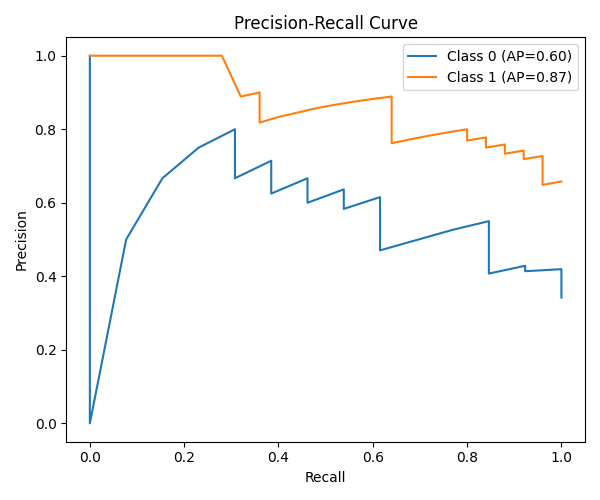 Precision-Recall Curve
Class 0 (AP=0.60)
Class 1 (AP=0.87)
Precision
1.0
0.8
0.6
0.4
0.2
0.0
0.0 0.2 0.4 0.6 0.8 1.0
Recall